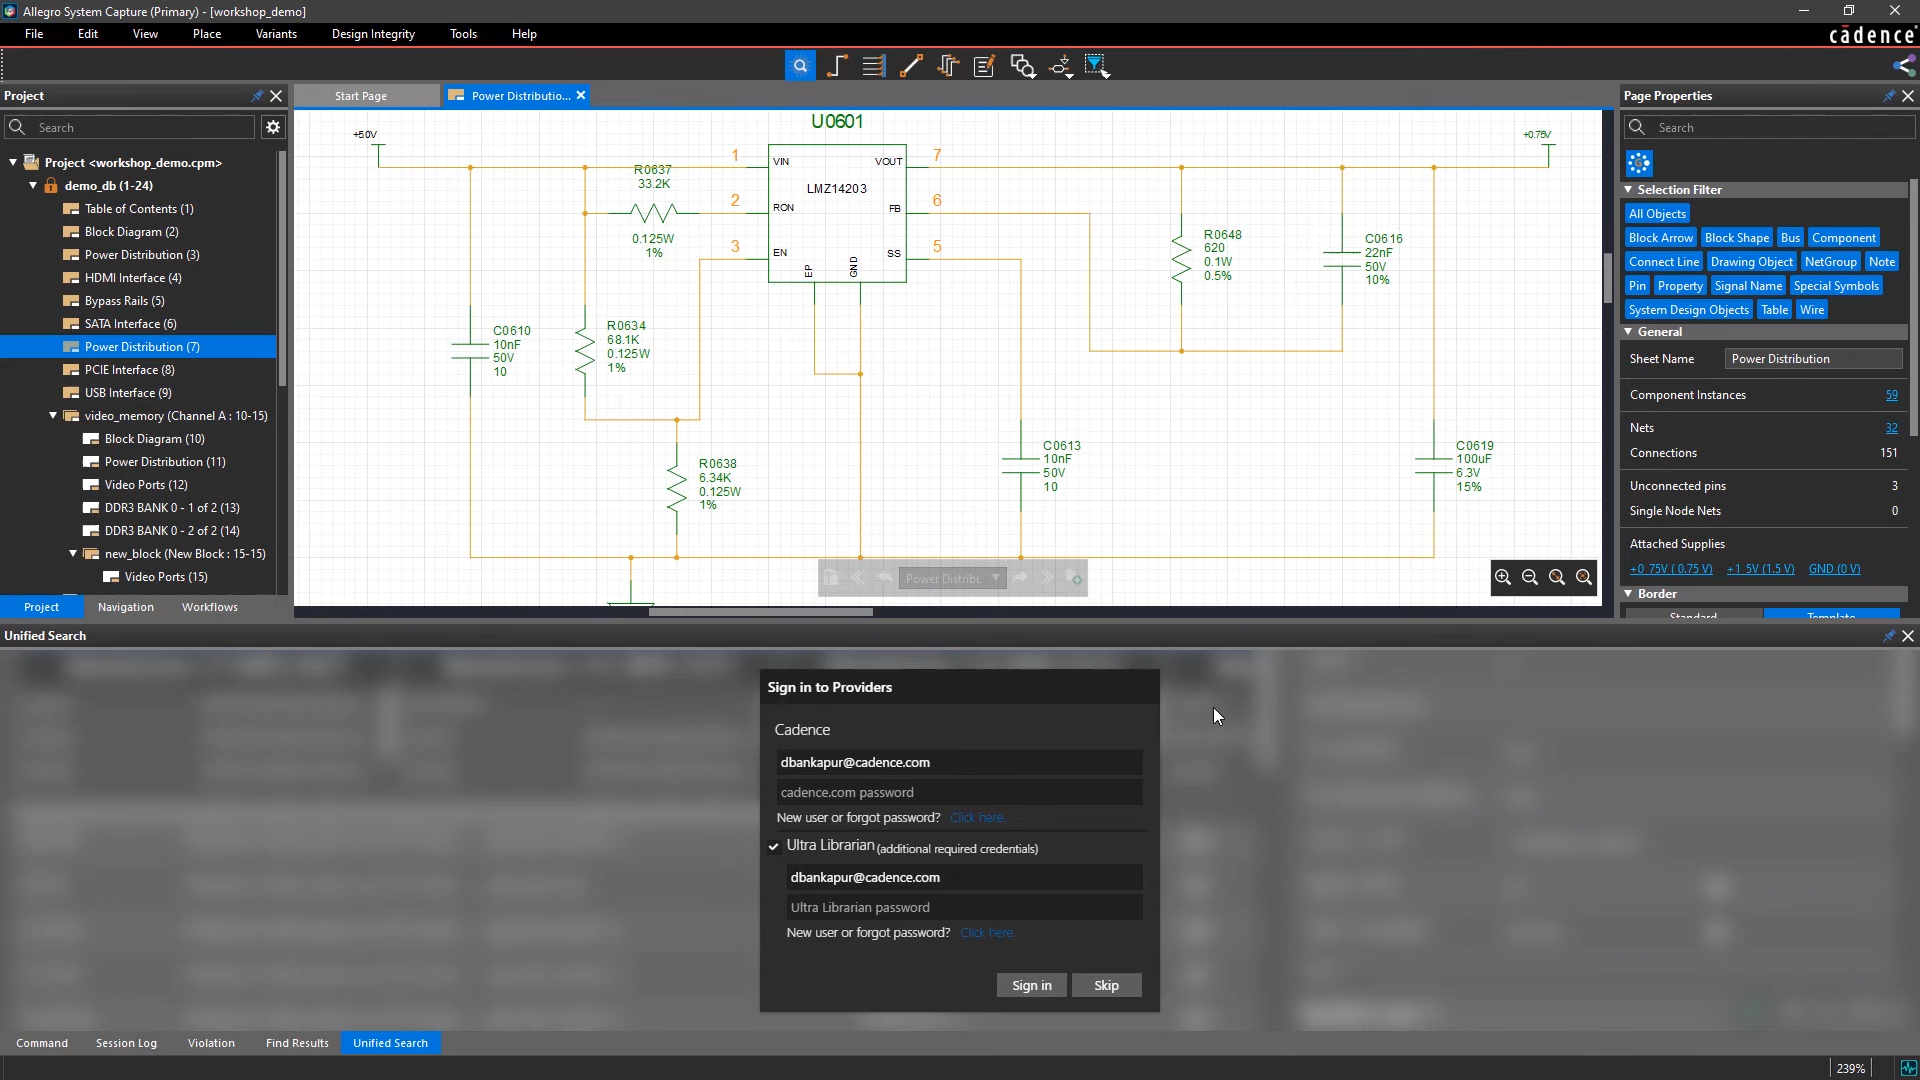 Allegro System Capture (Primary) - [workshop_demo]
File Edit View Place Variants Design Integrity Tools Help
cādence
Project
Search
Project <workshop_demo.cpm>
demo_db (1-24)
Table of Contents (1)
Block Diagram (2)
Power Distribution (3)
HDMI Interface (4)
Bypass Rails (5)
SATA Interface (6)
Power Distribution (7)
PCIE Interface (8)
USB Interface (9)
video_memory (Channel A : 10-15)
Block Diagram (10)
Power Distribution (11)
Video Ports (12)
DDR3 BANK 0 - 1 of 2 (13)
DDR3 BANK 0 - 2 of 2 (14)
new_block (New Block : 15-15)
Video Ports (15)
Project Navigation Workflows
Start Page
Power Distributio...
U0601
+5.0V
+0.75V
1
2
3
7
6
5
VIN
RON
EN
VOUT
FB
SS
EP
GND
LMZ14203
R0637
33.2K
0.125W
1%
R0648
620
0.1W
0.5%
C0616
22nF
50V
10%
C0610
10nF
50V
10
R0634
68.1K
0.125W
1%
R0638
6.34K
0.125W
1%
C0613
10nF
50V
10
C0619
100uF
6.3V
15%
Power Distribu
Page Properties
Search
Selection Filter
All Objects
Block Arrow Block Shape Bus Component
Connect Line Drawing Object NetGroup Note
Pin Property Signal Name Special Symbols
System Design Objects Table Wire
General
Sheet Name Power Distribution
Component Instances 59
Nets 32
Connections 151
Unconnected pins 3
Single Node Nets 0
Attached Supplies
+0_75V (0.75 V) +1_5V (1.5 V) GND (0 V)
Border
Standard Template
Unified Search
Sign in to Providers
Cadence
dbankapur@cadence.com
cadence.com password
New user or forgot password? Click here.
Ultra Librarian (additional required credentials)
dbankapur@cadence.com
Ultra Librarian password
New user or forgot password? Click here.
Sign in Skip
Command Session Log Violation Find Results Unified Search
239%